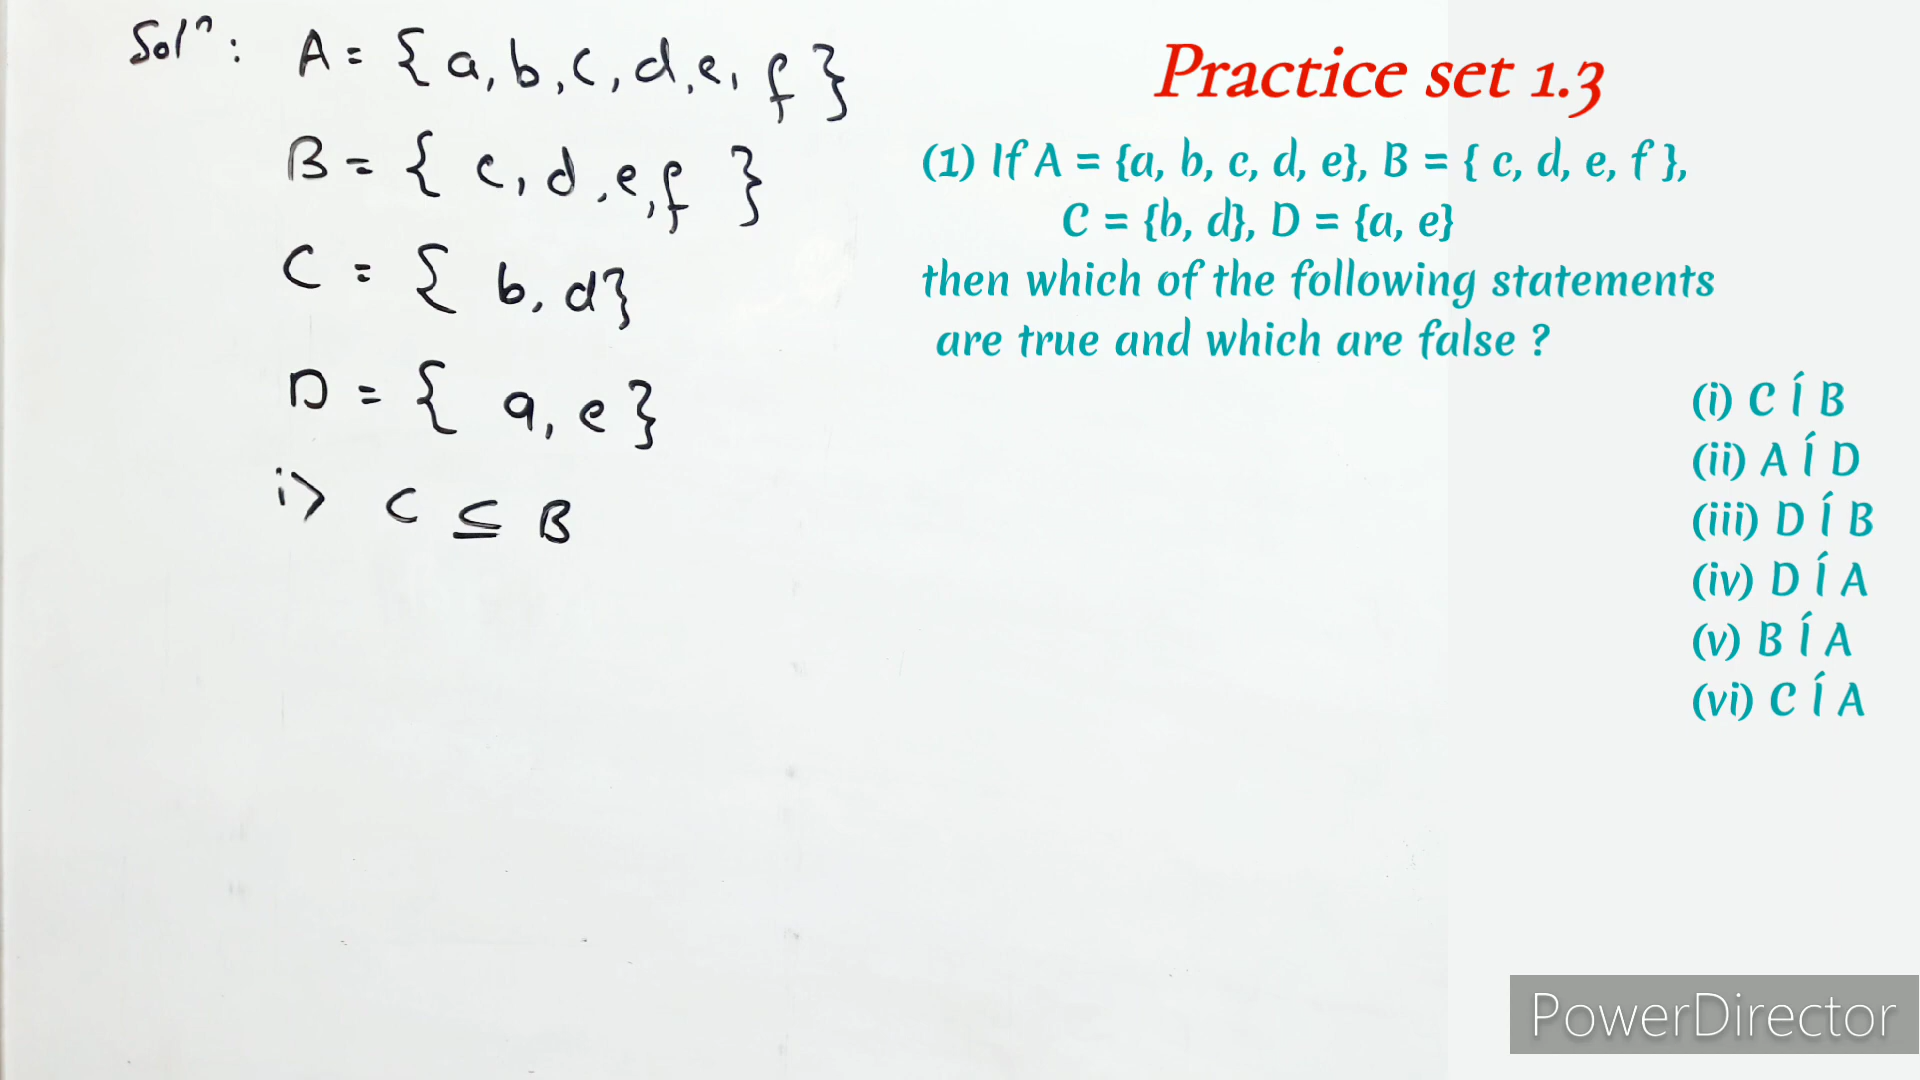 Solⁿ: A = { a, b, c, d, e, f }
B = { c, d, e, f }
C = { b, d}
D = { a, e }
i> C ⊆ B
Practice set 1.3
(1) If A = {a, b, c, d, e}, B = { c, d, e, f },
C = {b, d}, D = {a, e}
then which of the following statements
are true and which are false ?
(i) C Í B
(ii) A Í D
(iii) D Í B
(iv) D Í A
(v) B Í A
(vi) C Í A
PowerDirector